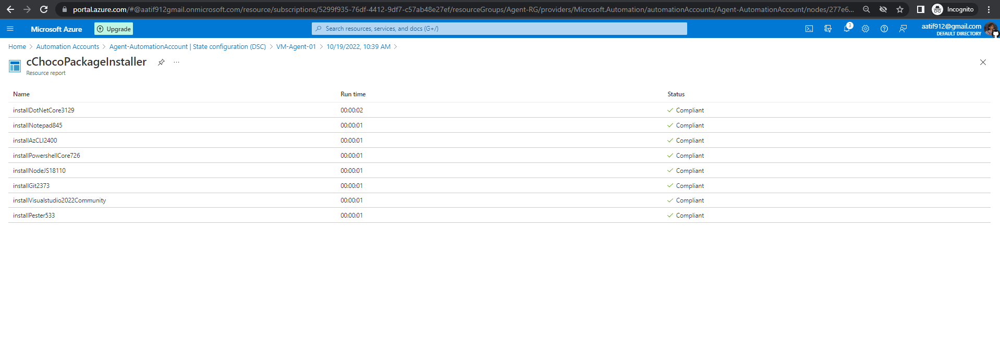 portal.azure.com/#@aatif912gmail.onmicrosoft.com/resource/subscriptions/5299f935-76df-4412-9df7-c57ab48e27ef/resourceGroups/Agent-RG/providers/Microsoft.Automation/automationAccounts/Agent-AutomationAccount/nodes/277e6... Incognito
Microsoft Azure Upgrade Search resources, services, and docs (G+/) 3 aatif912@gmail.com
DEFAULT DIRECTORY
Home > Automation Accounts > Agent-AutomationAccount | State configuration (DSC) > VM-Agent-01 > 10/19/2022, 10:39 AM >
cChocoPackageInstaller ...
Resource report
Name Run time Status
installDotNetCore3129 00:00:02 Compliant
installNotepad845 00:00:01 Compliant
installAzCLI2400 00:00:01 Compliant
installPowershellCore726 00:00:01 Compliant
installNodeJS18110 00:00:01 Compliant
installGit2373 00:00:01 Compliant
installVisualstudio2022Community 00:00:01 Compliant
installPester533 00:00:01 Compliant